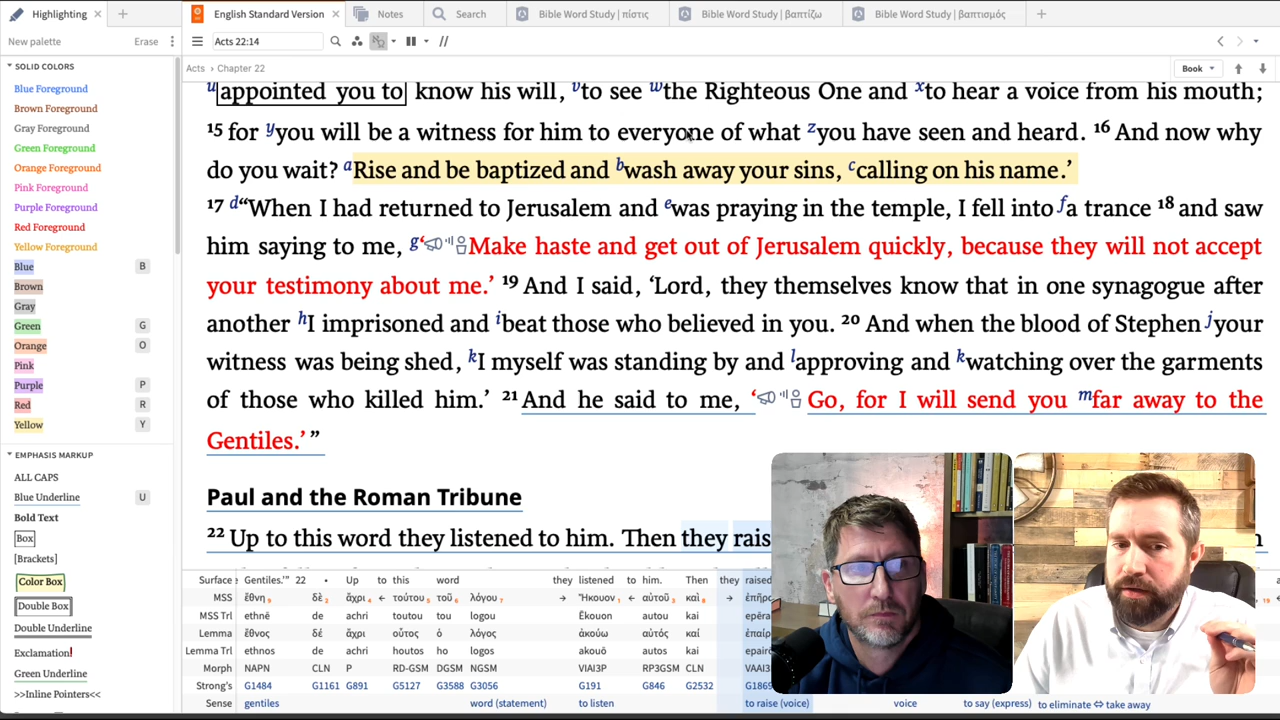 Highlighting
English Standard Version
Notes
Search
Bible Word Study | πίστις
Bible Word Study | βαπτίζω
Bible Word Study | βαπτισμός
New palette
Erase
Acts 22:14
Acts › Chapter 22
Book
SOLID COLORS
Blue Foreground
Brown Foreground
Gray Foreground
Green Foreground
Orange Foreground
Pink Foreground
Purple Foreground
Red Foreground
Yellow Foreground
Blue B
Brown
Gray
Green G
Orange O
Pink
Purple P
Red R
Yellow Y
EMPHASIS MARKUP
ALL CAPS
Blue Underline U
Bold Text
Box
[Brackets]
Color Box
Double Box
Double Underline
Exclamation!
Green Underline
>>Inline Pointers<<
u appointed you to know his will, v to see w the Righteous One and x to hear a voice from his mouth;
15 for y you will be a witness for him to everyone of what z you have seen and heard. 16 And now why
do you wait? a Rise and be baptized and b wash away your sins, c calling on his name.’
17 d “When I had returned to Jerusalem and e was praying in the temple, I fell into f a trance 18 and saw
him saying to me, g ‘Make haste and get out of Jerusalem quickly, because they will not accept
your testimony about me.’ 19 And I said, ‘Lord, they themselves know that in one synagogue after
another h I imprisoned and i beat those who believed in you. 20 And when the blood of Stephen j your
witness was being shed, k I myself was standing by and l approving and k watching over the garments
of those who killed him.’ 21 And he said to me, ‘Go, for I will send you m far away to the
Gentiles.’ ”
Paul and the Roman Tribune
22 Up to this word they listened to him. Then they rais
Surface Gentiles.’” 22 • Up to this word they listened to him. Then they raised
MSS ἔθνη 9 δὲ 2 ἄχρι 4 ← τούτου 5 τοῦ 6 λόγου 7 → Ἤκουον 1 ← αὐτοῦ 3 καὶ 8 → ἐπῆρ
MSS Trl ethnē de achri toutou tou logou Ēkouon autou kai epēra
Lemma ἔθνος δέ ἄχρι οὗτος ὁ λόγος ἀκούω αὐτός καί ἐπαίρ
Lemma Trl ethnos de achri houtos ho logos akouō autos kai epaire
Morph NAPN CLN P RD-GSM DGSM NGSM VIAI3P RP3GSM CLN VAAI3
Strong’s G1484 G1161 G891 G5127 G3588 G3056 G191 G846 G2532 G1869
Sense gentiles word (statement) to listen to raise (voice) voice to say (express) to eliminate ⇔ take away